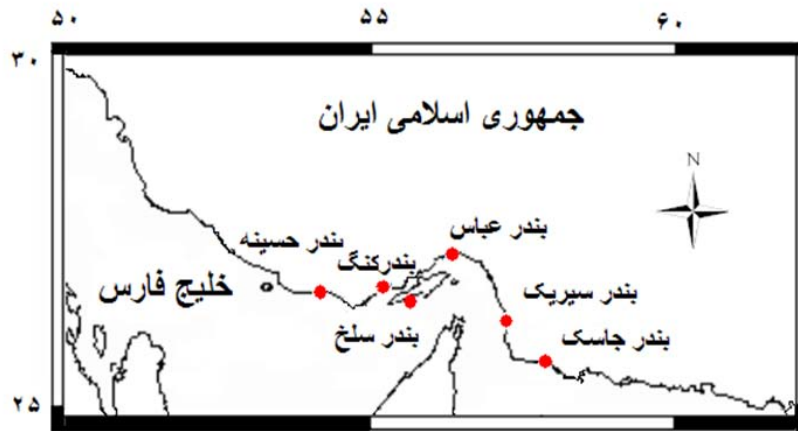 ۵۰ ۵۵ ۶۰
۳۰
جمهوری اسلامی ایران
N
بندر عباس
بندر حسینه
بندرکنگ
خلیج فارس
بندر سیریک
بندر سلخ
بندر جاسک
۲۵